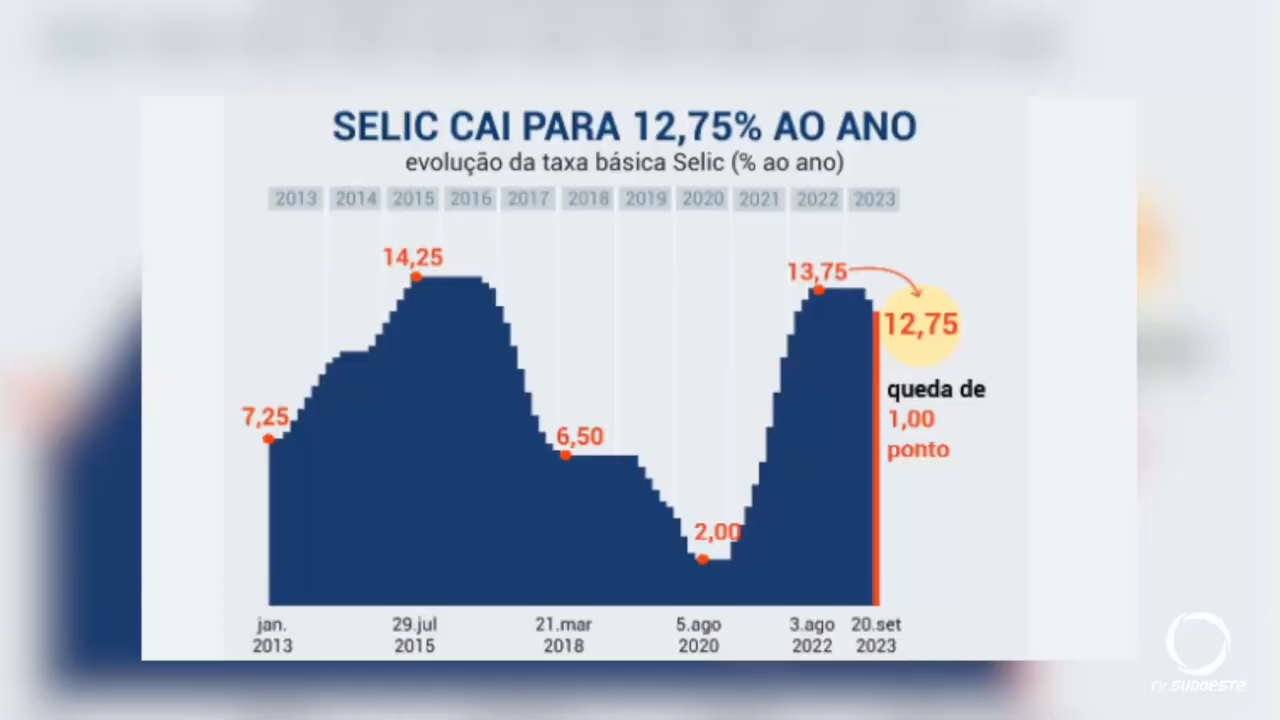 SELIC CAI PARA 12,75% AO ANO
evolução da taxa básica Selic (% ao ano)
2013 2014 2015 2016 2017 2018 2019 2020 2021 2022 2023
14,25
13,75
12,75
queda de
1,00
ponto
7,25
6,50
2,00
jan. 29.jul 21.mar 5.ago 3.ago 20.set
2013 2015 2018 2020 2022 2023
TV SUDOESTE